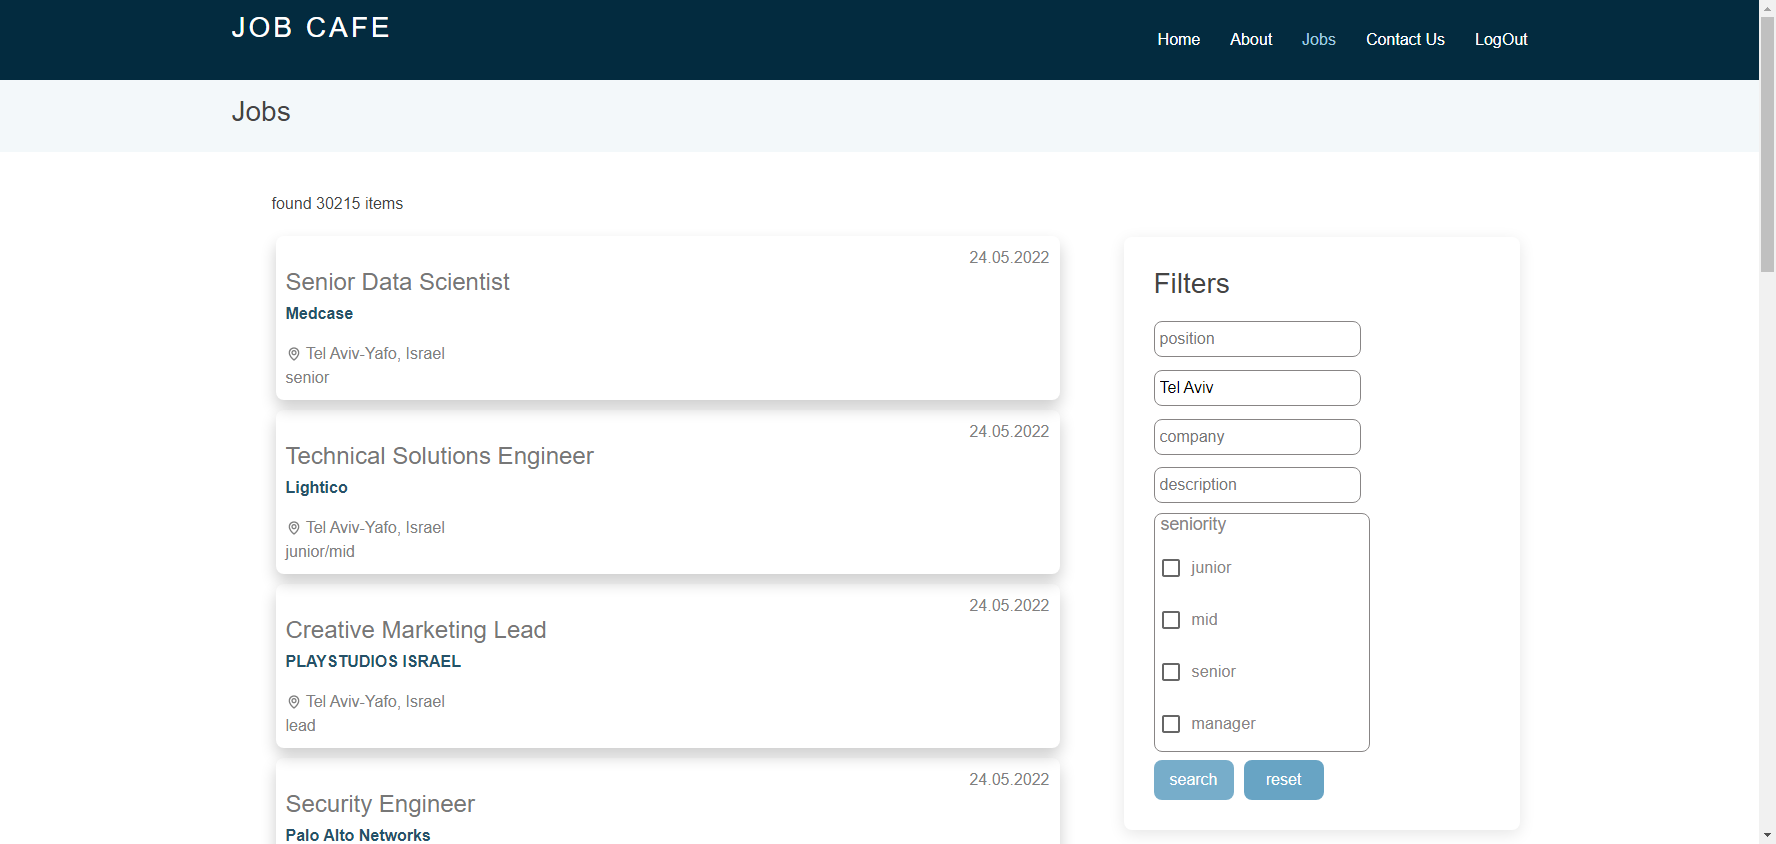 JOB CAFE
Home About Jobs Contact Us LogOut
Jobs
found 30215 items
24.05.2022
Senior Data Scientist
Medcase
Tel Aviv-Yafo, Israel
senior
24.05.2022
Technical Solutions Engineer
Lightico
Tel Aviv-Yafo, Israel
junior/mid
24.05.2022
Creative Marketing Lead
PLAYSTUDIOS ISRAEL
Tel Aviv-Yafo, Israel
lead
24.05.2022
Security Engineer
Palo Alto Networks
Filters
position
Tel Aviv
company
description
seniority
junior
mid
senior
manager
search reset